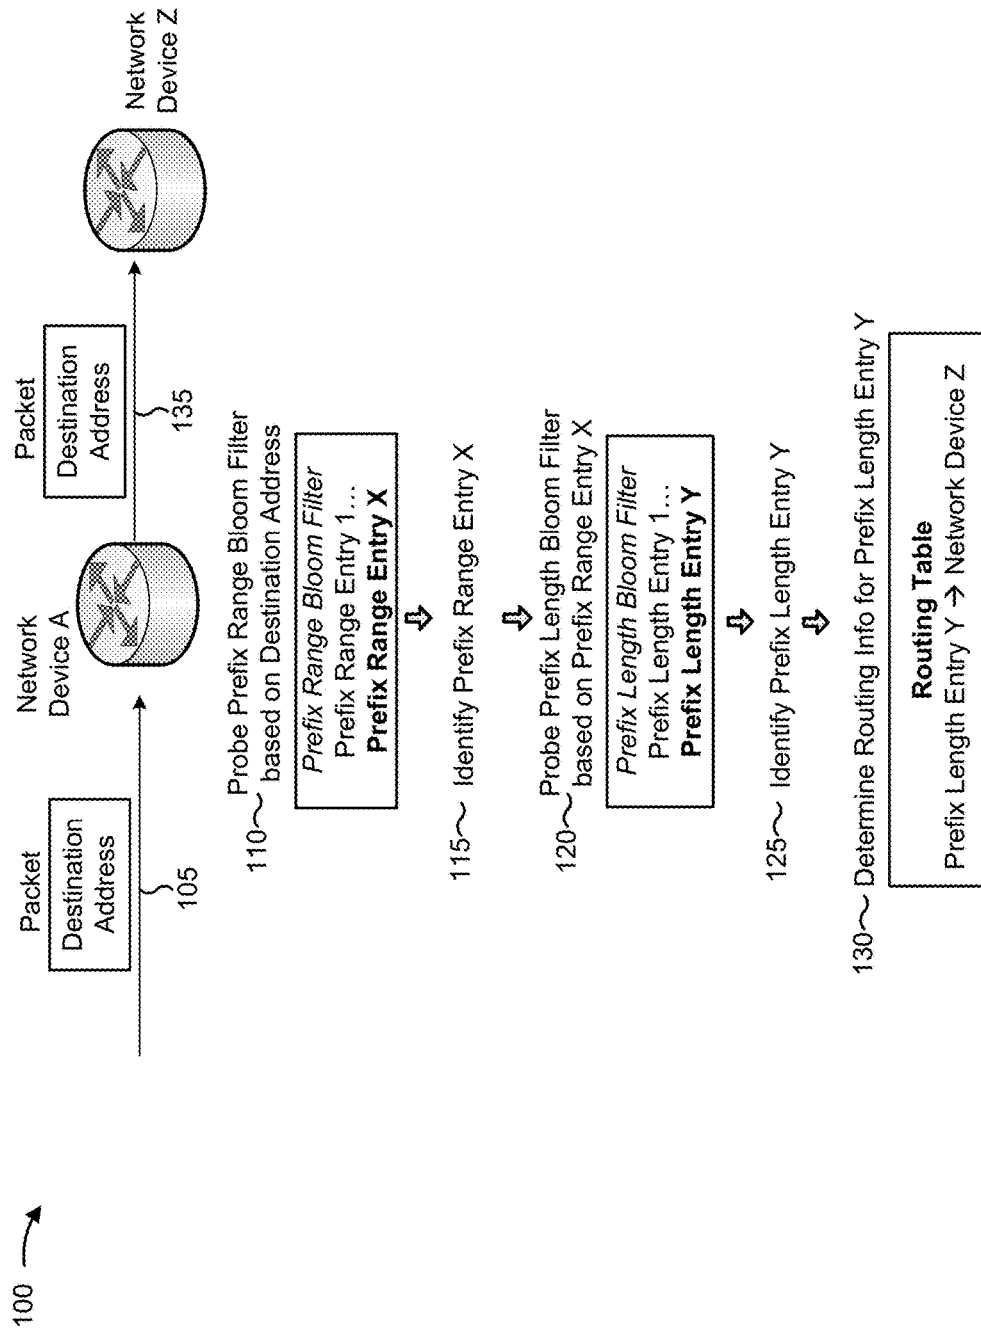 100
Packet
Destination
Address
105
Network
Device A
Packet
Destination
Address
135
Network
Device Z
110 Probe Prefix Range Bloom Filter
based on Destination Address
Prefix Range Bloom Filter
Prefix Range Entry 1...
Prefix Range Entry X
115 Identify Prefix Range Entry X
120 Probe Prefix Length Bloom Filter
based on Prefix Range Entry X
Prefix Length Bloom Filter
Prefix Length Entry 1...
Prefix Length Entry Y
125 Identify Prefix Length Entry Y
130 Determine Routing Info for Prefix Length Entry Y
Routing Table
Prefix Length Entry Y → Network Device Z